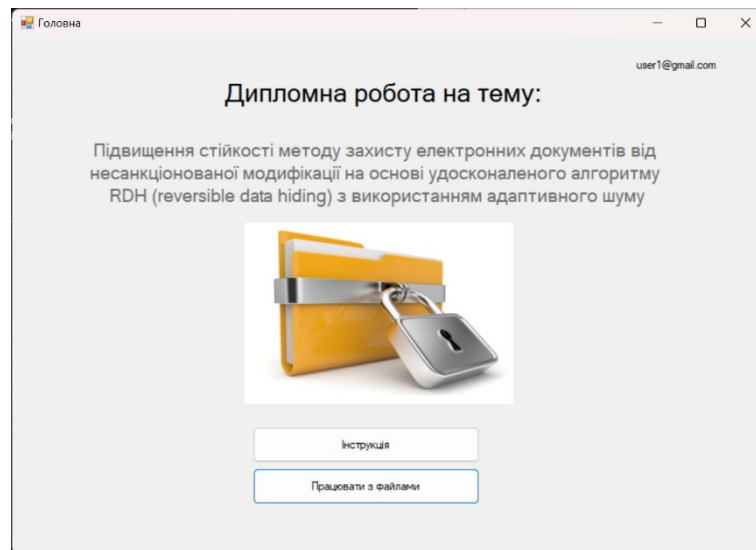 Головна
user1@gmail.com
Дипломна робота на тему:
Підвищення стійкості методу захисту електронних документів від
несанкціонованої модифікації на основі удосконаленого алгоритму
RDH (reversible data hiding) з використанням адаптивного шуму
Інструкція
Працювати з файлами